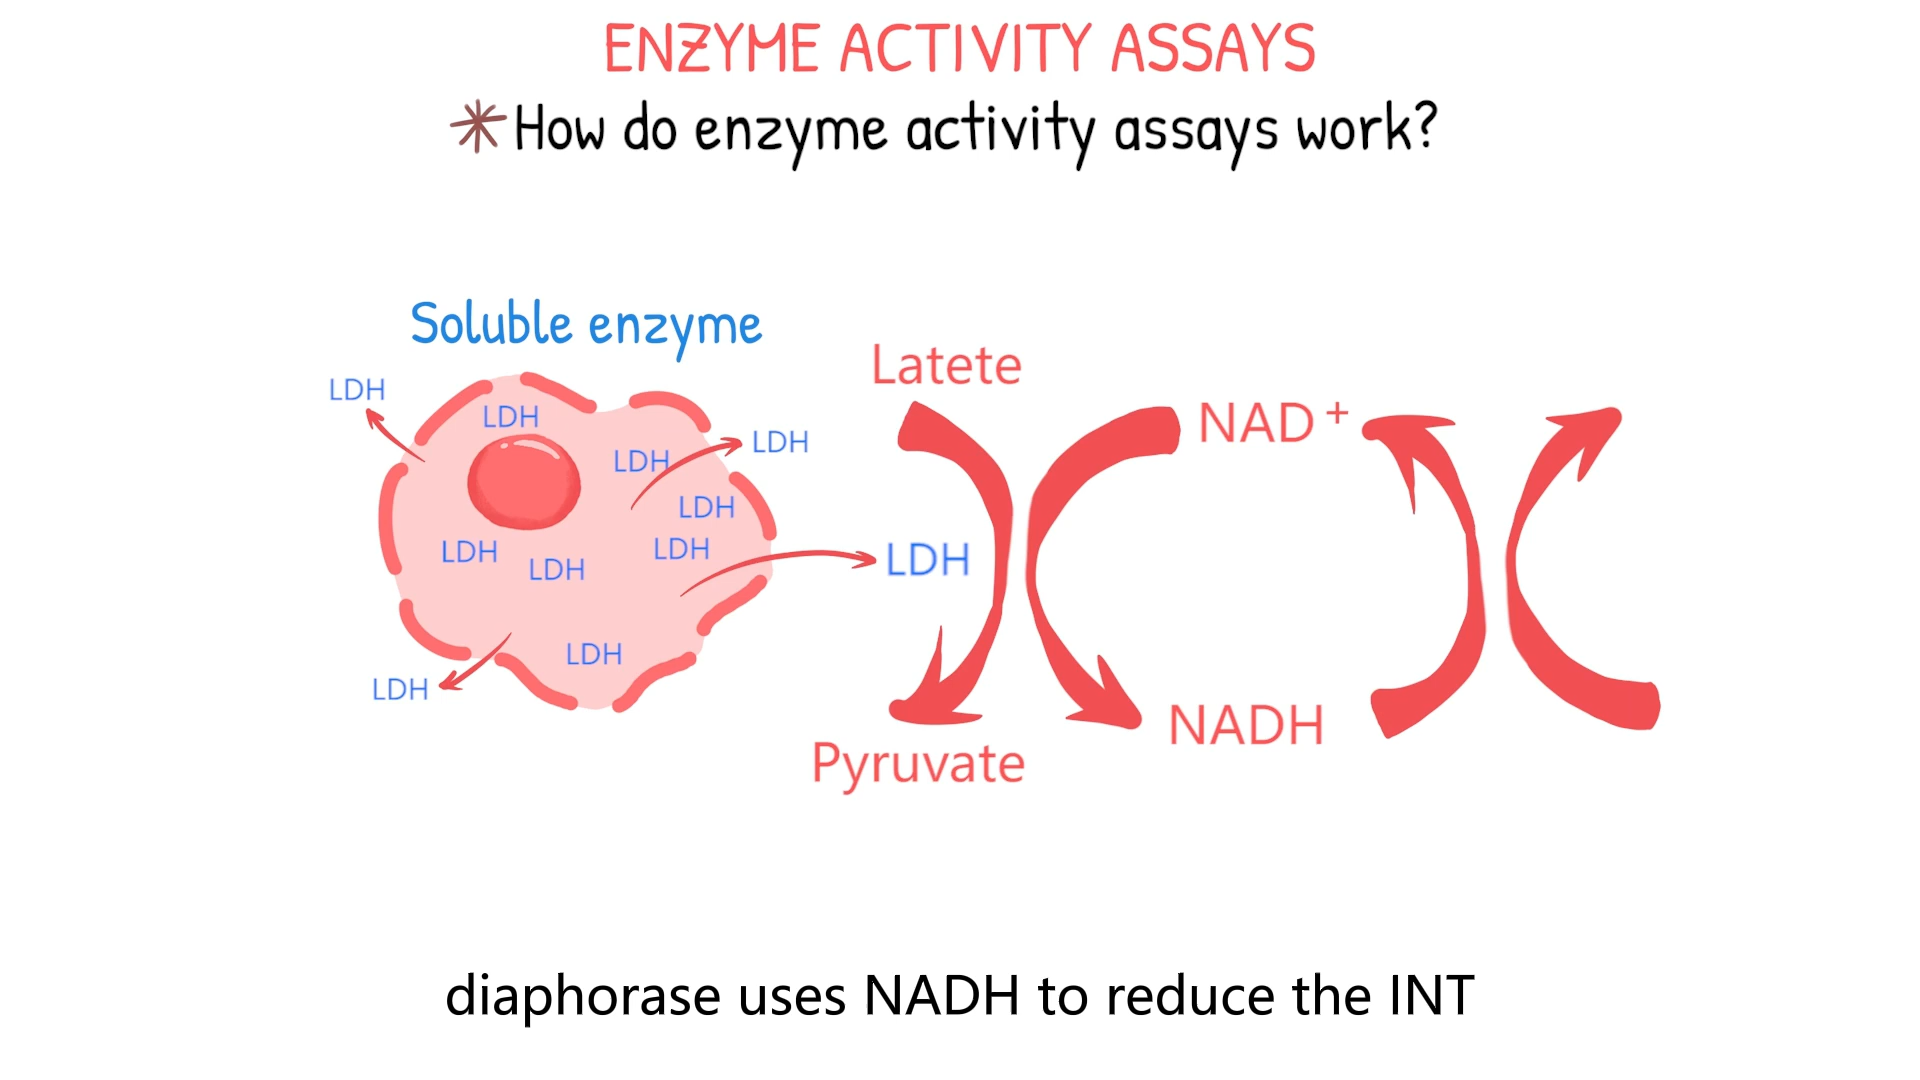 ENZYME ACTIVITY ASSAYS
*How do enzyme activity assays work?
Soluble enzyme
LDH
LDH
LDH
LDH
LDH
LDH
LDH
LDH
LDH
LDH
LDH
Latete
NAD+
LDH
Pyruvate
NADH
diaphorase uses NADH to reduce the INT